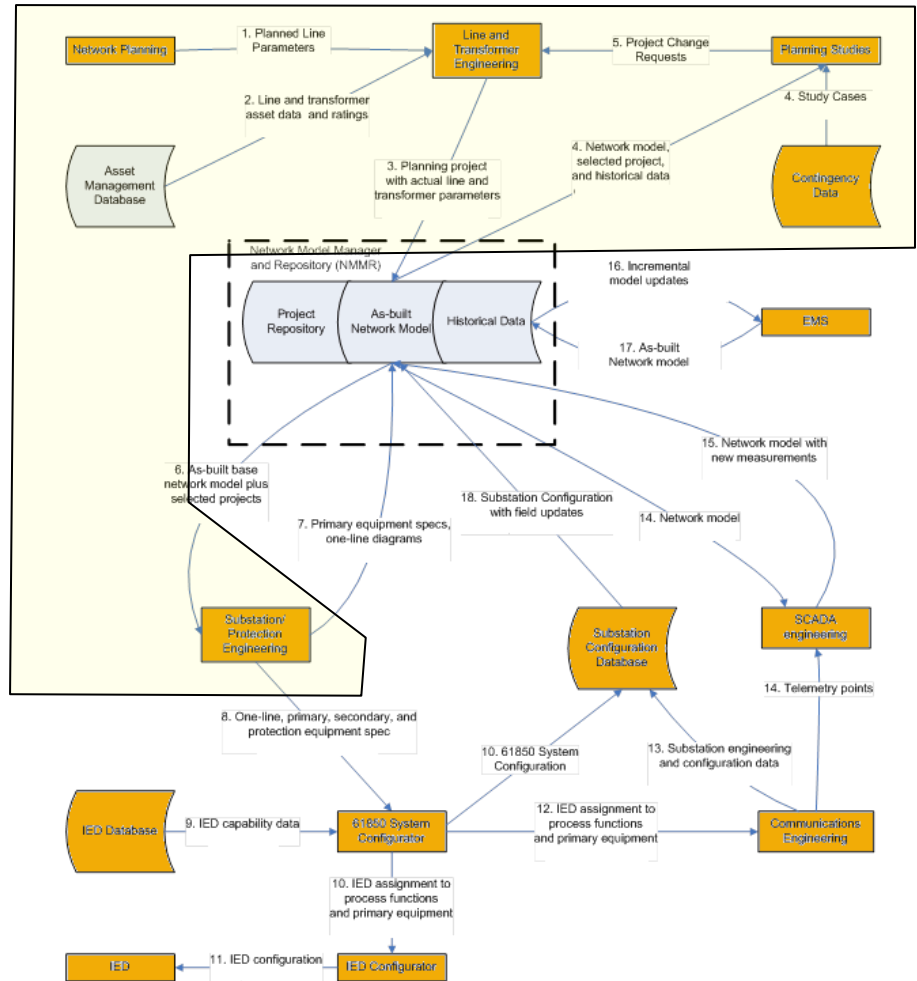 1. Planned Line
Parameters
Network Planning
Line and
Transformer
Engineering
5. Project Change
Requests
Planning Studies
2. Line and transformer
asset data and ratings
4. Study Cases
Asset
Management
Database
3. Planning project
with actual line and
transformer parameters
4. Network model,
selected project,
and historical data
Contingency
Data
Network Model Manager
and Repository (NMMR)
Project
Repository
As-built
Network Model
Historical Data
16. Incremental
model updates
EMS
17. As-built
Network model
6. As-built base
network model plus
selected projects
7. Primary equipment specs,
one-line diagrams
18. Substation Configuration
with field updates
14. Network model
15. Network model with
new measurements
Substation/
Protection
Engineering
Substation
Configuration
Database
SCADA
engineering
8. One-line, primary, secondary, and
protection equipment spec
10. 61850 System
Configuration
13. Substation engineering
and configuration data
14. Telemetry points
IED Database
9. IED capability data
61850 System
Configurator
12. IED assignment to
process functions
and primary equipment
Communications
Engineering
10. IED assignment to
process functions
and primary equipment
IED
11. IED configuration
IED Configurator